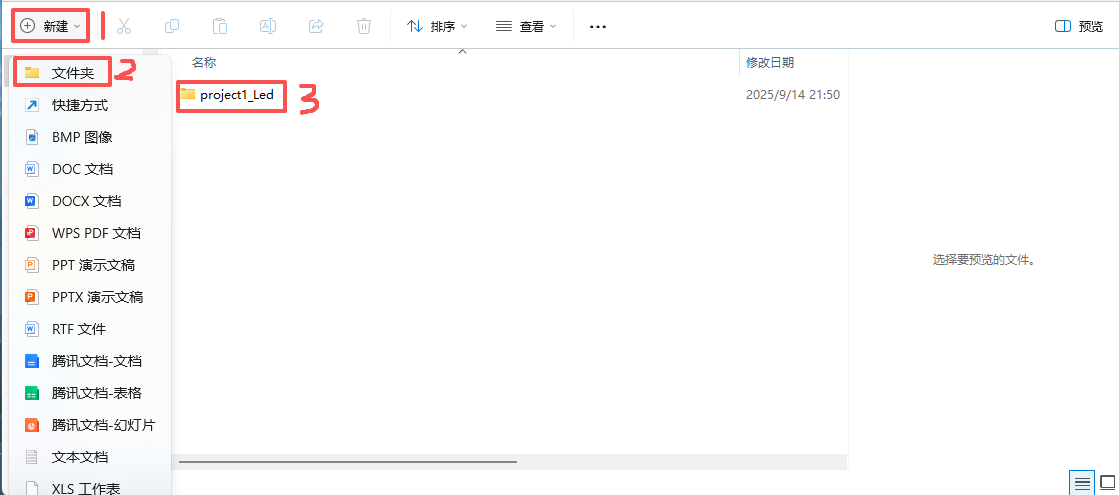 新建
1
排序
查看
预览
名称
修改日期
文件夹
2
project1_Led
3
2025/9/14 21:50
快捷方式
BMP 图像
DOC 文档
DOCX 文档
WPS PDF 文档
选择要预览的文件。
PPT 演示文稿
PPTX 演示文稿
RTF 文件
腾讯文档-文档
腾讯文档-表格
腾讯文档-幻灯片
文本文档
XLS 工作表